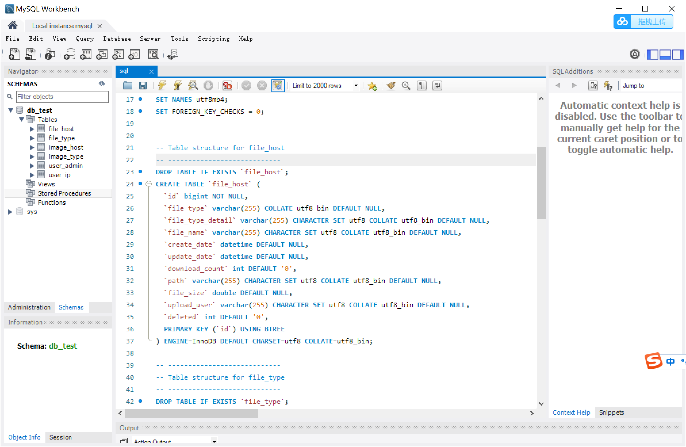 MySQL Workbench
Local instance mysql ×
File Edit View Query Database Server Tools Scripting Help
拖拽上传
Navigator
SCHEMAS
Filter objects
db_test
Tables
file_host
file_type
image_host
image_type
user_admin
user_ip
Views
Stored Procedures
Functions
sys
Administration Schemas
Information
Schema: db_test
Object Info Session
sql ×
Limit to 2000 rows
17 SET NAMES utf8mb4;
18 SET FOREIGN_KEY_CHECKS = 0;
19
20
21 -- Table structure for file_host
22 -- ----------------------------
23 DROP TABLE IF EXISTS `file_host`;
24 CREATE TABLE `file_host` (
25 `id` bigint NOT NULL,
26 `file_type` varchar(255) COLLATE utf8_bin DEFAULT NULL,
27 `file_type_detail` varchar(255) CHARACTER SET utf8 COLLATE utf8_bin DEFAULT NULL,
28 `file_name` varchar(255) CHARACTER SET utf8 COLLATE utf8_bin DEFAULT NULL,
29 `create_date` datetime DEFAULT NULL,
30 `update_date` datetime DEFAULT NULL,
31 `download_count` int DEFAULT '0',
32 `path` varchar(255) CHARACTER SET utf8 COLLATE utf8_bin DEFAULT NULL,
33 `file_size` double DEFAULT NULL,
34 `upload_user` varchar(255) CHARACTER SET utf8 COLLATE utf8_bin DEFAULT NULL,
35 `deleted` int DEFAULT '0',
36 PRIMARY KEY (`id`) USING BTREE
37 ) ENGINE=InnoDB DEFAULT CHARSET=utf8 COLLATE=utf8_bin;
38
39 -- ----------------------------
40 -- Table structure for file_type
41 -- ----------------------------
42 DROP TABLE IF EXISTS `file_type`;
Output
Action Output
SQLAdditions
Jump to
Automatic context help is
disabled. Use the toolbar to
manually get help for the
current caret position or to
toggle automatic help.
中
Context Help Snippets